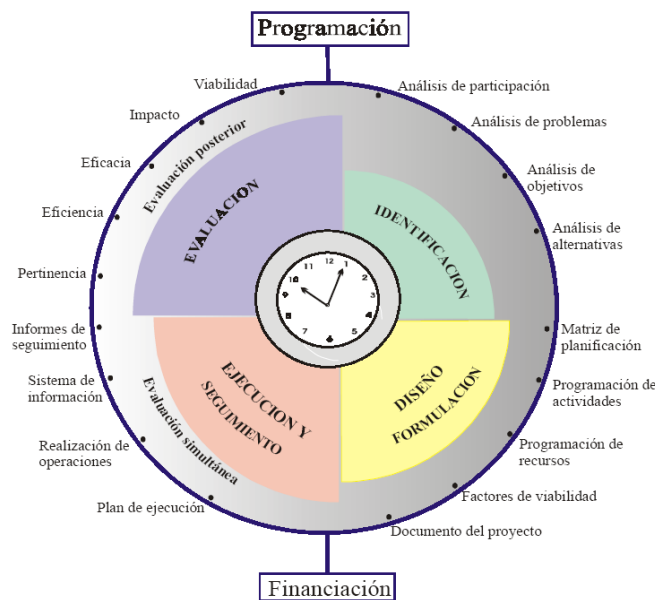 Programación
Viabilidad
Análisis de participación
Impacto
Análisis de problemas
Evaluación posterior
Eficacia
Análisis de
objetivos
Eficiencia
EVALUACION
IDENTIFICACION
Análisis de
alternativas
Pertinencia
12
11
1
10
2
9
3
8
4
6
Informes de
seguimiento
Matriz de
planificación
Sistema de
información
Evaluación simultánea
EJECUCION Y
SEGUIMIENTO
DISEÑO
FORMULACION
Programación de
actividades
Realización de
operaciones
Programación de
recursos
Plan de ejecución
Factores de viabilidad
Documento del proyecto
Financiación